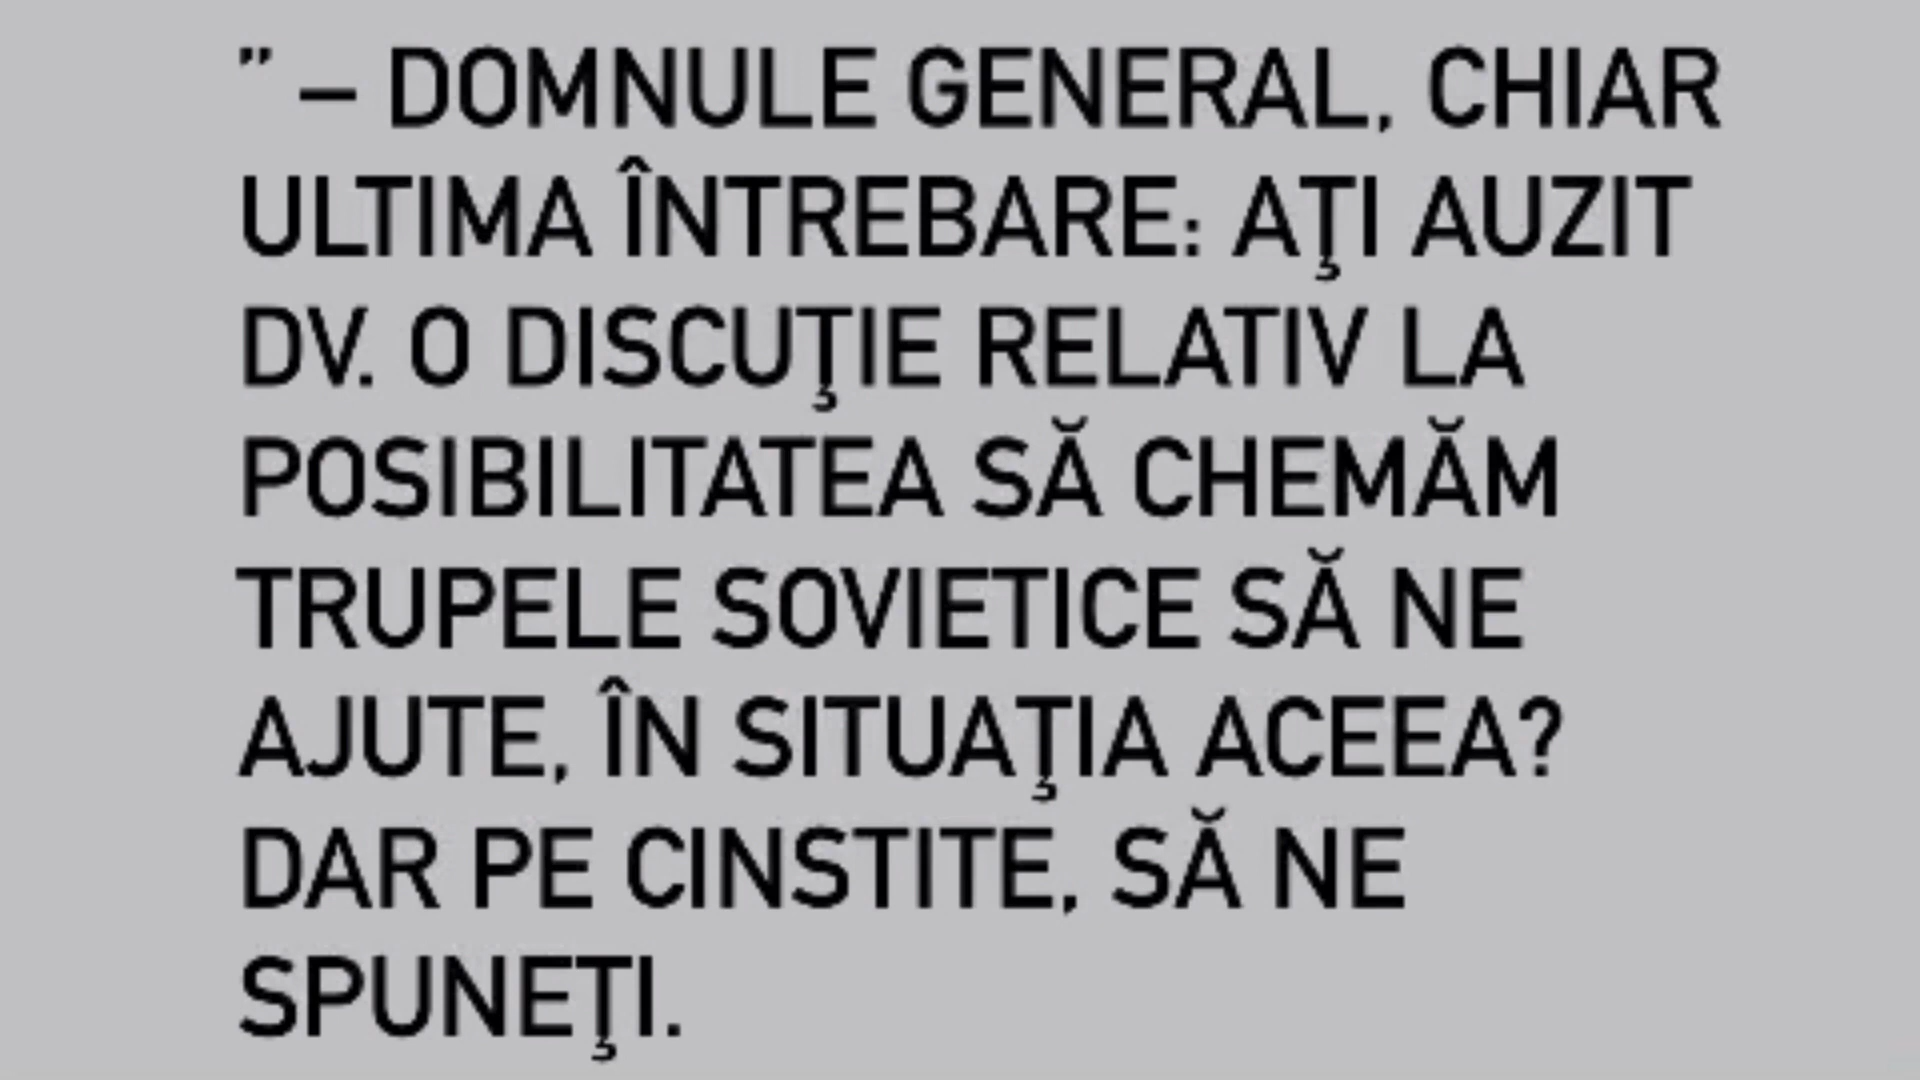 ” – DOMNULE GENERAL, CHIAR
ULTIMA ÎNTREBARE: AŢI AUZIT
DV. O DISCUŢIE RELATIV LA
POSIBILITATEA SĂ CHEMĂM
TRUPELE SOVIETICE SĂ NE
AJUTE, ÎN SITUAŢIA ACEEA?
DAR PE CINSTITE, SĂ NE
SPUNEŢI.